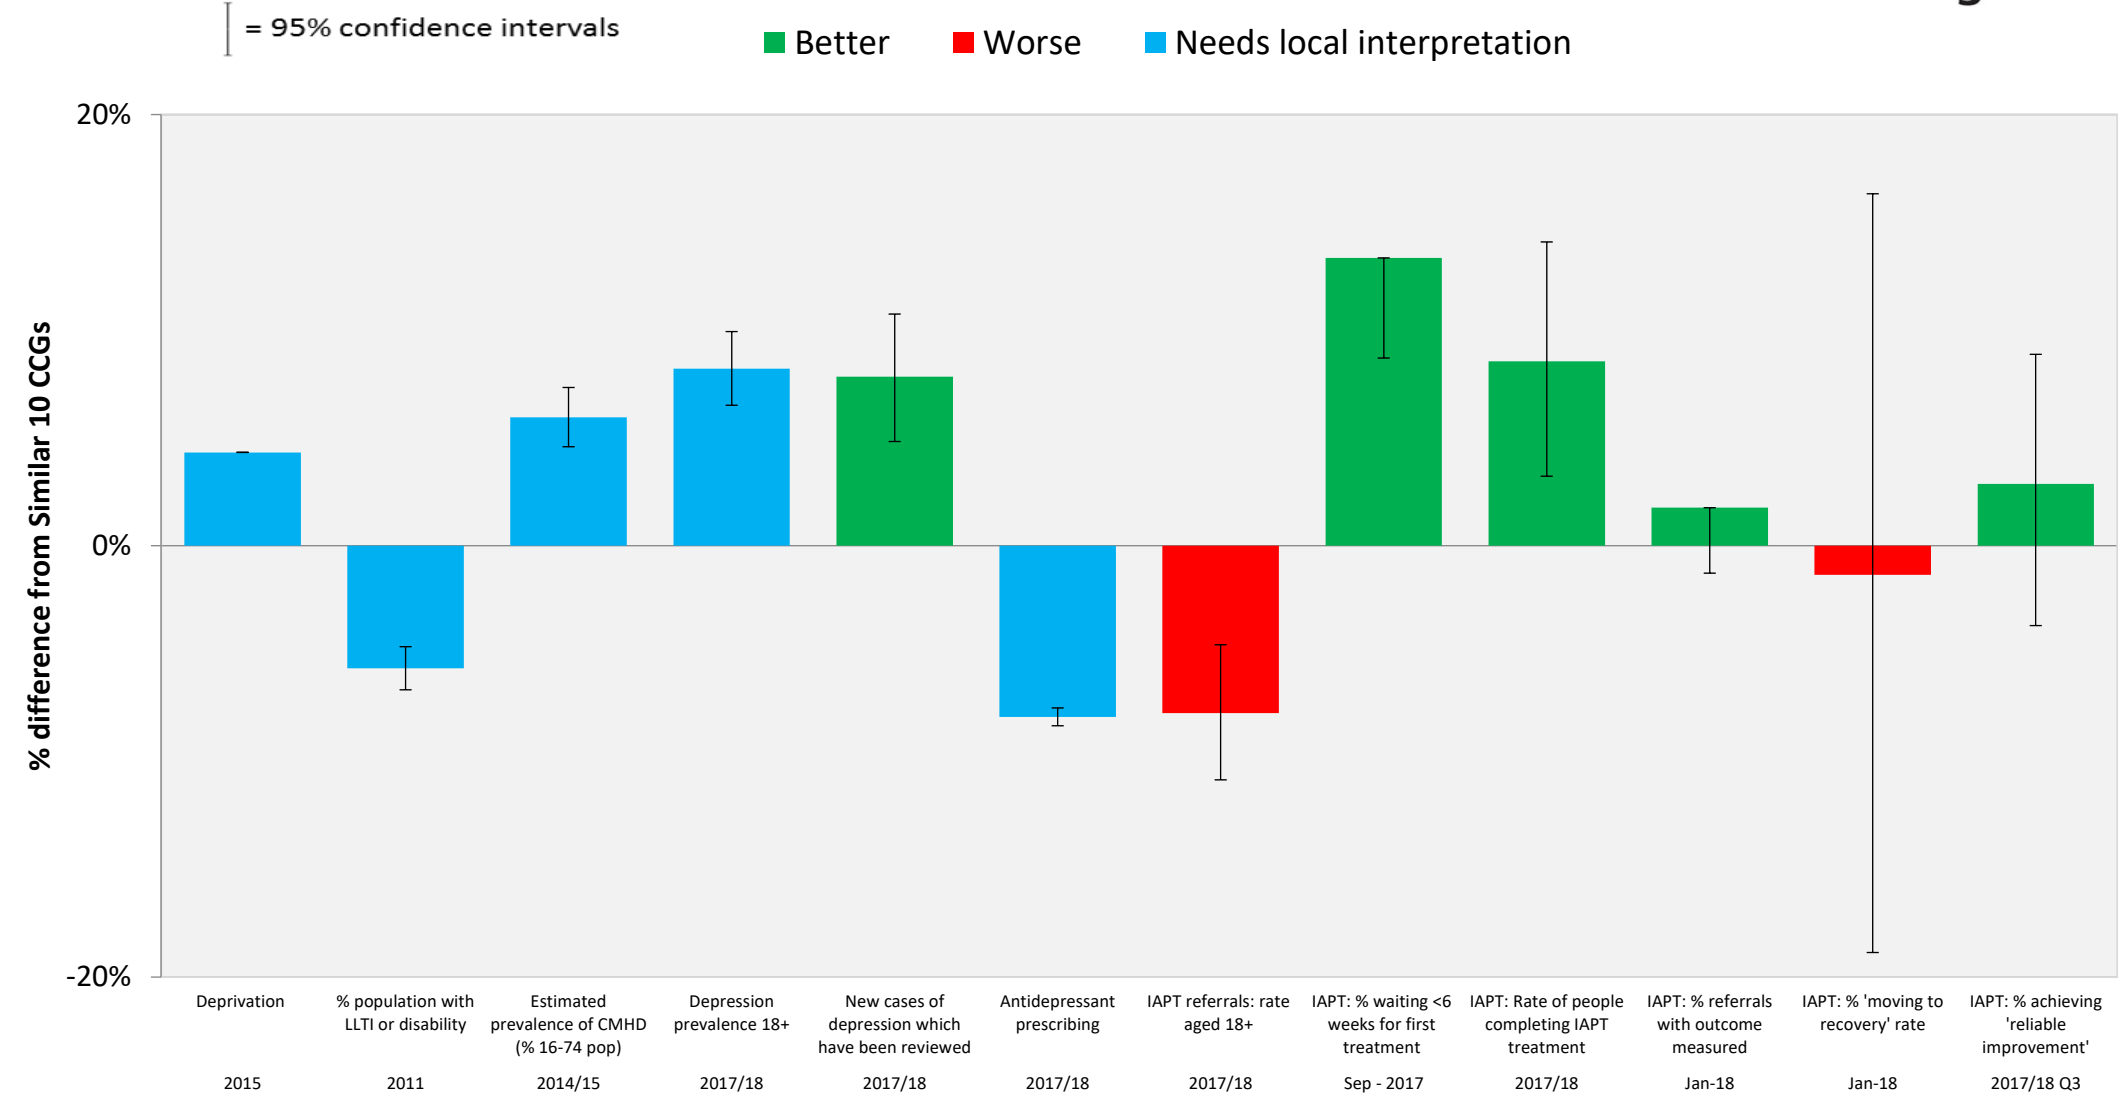 = 95% confidence intervals
Better
Worse
Needs local interpretation
20%
0%
-20%
% difference from Similar 10 CCGs
Deprivation
2015
% population with
LLTI or disability
2011
Estimated
prevalence of CMHD
(% 16-74 pop)
2014/15
Depression
prevalence 18+
2017/18
New cases of
depression which
have been reviewed
2017/18
Antidepressant
prescribing
2017/18
IAPT referrals: rate
aged 18+
2017/18
IAPT: % waiting <6
weeks for first
treatment
Sep - 2017
IAPT: Rate of people
completing IAPT
treatment
2017/18
IAPT: % referrals
with outcome
measured
Jan-18
IAPT: % 'moving to
recovery' rate
Jan-18
IAPT: % achieving
'reliable
improvement'
2017/18 Q3